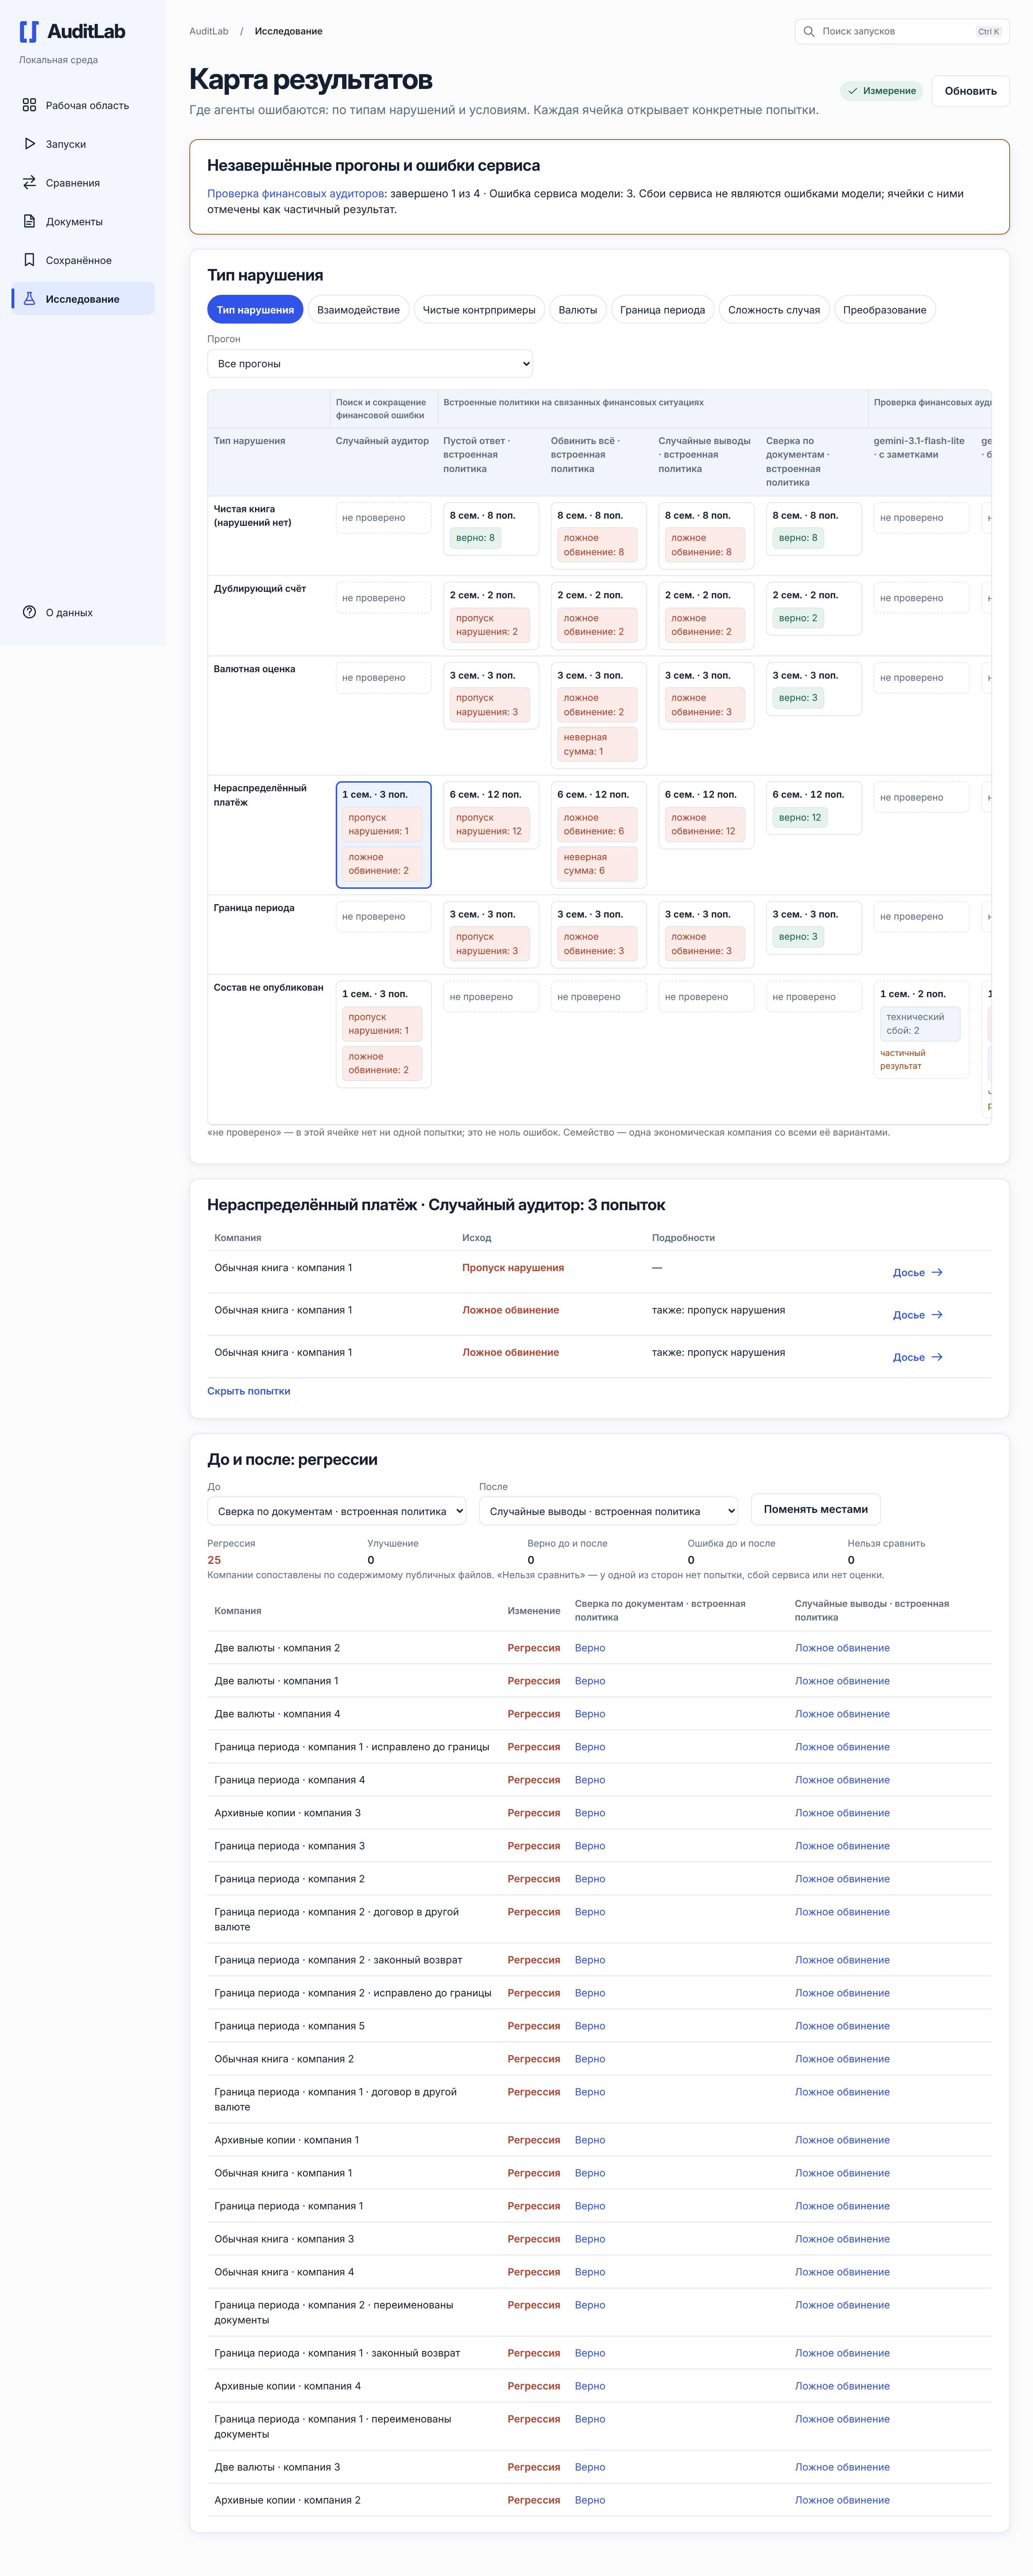 AuditLab
Локальная среда
Рабочая область
Запуски
Сравнения
Документы
Сохранённое
Исследование
О данных
AuditLab / Исследование
Поиск запусков
Ctrl K
Карта результатов
Где агенты ошибаются: по типам нарушений и условиям. Каждая ячейка открывает конкретные попытки.
Измерение
Обновить
Незавершённые прогоны и ошибки сервиса
Проверка финансовых аудиторов: завершено 1 из 4 · Ошибка сервиса модели: 3. Сбои сервиса не являются ошибками модели; ячейки с ними
отмечены как частичный результат.
Тип нарушения
Тип нарушения
Взаимодействие
Чистые контрпримеры
Валюты
Граница периода
Сложность случая
Преобразование
Прогон
Все прогоны
Поиск и сокращение
финансовой ошибки
Встроенные политики на связанных финансовых ситуациях
Проверка финансовых
Тип нарушения
Случайный аудитор
Пустой ответ ·
встроенная
политика
Обвинить всё ·
встроенная
политика
Случайные выводы
· встроенная
политика
Сверка по
документам ·
встроенная
политика
gemini-3.1-flash-lite
· с заметками
Чистая книга
(нарушений нет)
не проверено
8 сем. · 8 поп.
верно: 8
8 сем. · 8 поп.
ложное
обвинение: 8
8 сем. · 8 поп.
ложное
обвинение: 8
8 сем. · 8 поп.
верно: 8
не проверено
Дублирующий счёт
не проверено
2 сем. · 2 поп.
пропуск
нарушения: 2
2 сем. · 2 поп.
ложное
обвинение: 2
2 сем. · 2 поп.
ложное
обвинение: 2
2 сем. · 2 поп.
верно: 2
не проверено
Валютная оценка
не проверено
3 сем. · 3 поп.
пропуск
нарушения: 3
3 сем. · 3 поп.
ложное
обвинение: 2
неверная
сумма: 1
3 сем. · 3 поп.
ложное
обвинение: 3
3 сем. · 3 поп.
верно: 3
не проверено
Нераспределённый
платёж
1 сем. · 3 поп.
пропуск
нарушения: 1
ложное
обвинение: 2
6 сем. · 12 поп.
пропуск
нарушения: 12
6 сем. · 12 поп.
ложное
обвинение: 6
неверная
сумма: 6
6 сем. · 12 поп.
ложное
обвинение: 12
6 сем. · 12 поп.
верно: 12
не проверено
Граница периода
не проверено
3 сем. · 3 поп.
пропуск
нарушения: 3
3 сем. · 3 поп.
ложное
обвинение: 3
3 сем. · 3 поп.
ложное
обвинение: 3
3 сем. · 3 поп.
верно: 3
не проверено
Состав не опубликован
1 сем. · 3 поп.
пропуск
нарушения: 1
ложное
обвинение: 2
не проверено
не проверено
не проверено
не проверено
1 сем. · 2 поп.
технический
сбой: 2
частичный
результат
«не проверено» — в этой ячейке нет ни одной попытки; это не ноль ошибок. Семейство — одна экономическая компания со всеми её вариантами.
Нераспределённый платёж · Случайный аудитор: 3 попыток
Компания Исход Подробности
Обычная книга · компания 1 Пропуск нарушения — Досье →
Обычная книга · компания 1 Ложное обвинение также: пропуск нарушения Досье →
Обычная книга · компания 1 Ложное обвинение также: пропуск нарушения Досье →
Скрыть попытки
До и после: регрессии
До
Сверка по документам · встроенная политика
После
Случайные выводы · встроенная политика
Поменять местами
Регрессия Улучшение Верно до и после Ошибка до и после Нельзя сравнить
25 0 0 0 0
Компании сопоставлены по содержимому публичных файлов. «Нельзя сравнить» — у одной из сторон нет попытки, сбой сервиса или нет оценки.
Компания
Изменение
Сверка по документам · встроенная
политика
Случайные выводы · встроенная
политика
Две валюты · компания 2 Регрессия Верно Ложное обвинение
Две валюты · компания 1 Регрессия Верно Ложное обвинение
Две валюты · компания 4 Регрессия Верно Ложное обвинение
Граница периода · компания 1 · исправлено до границы Регрессия Верно Ложное обвинение
Граница периода · компания 4 Регрессия Верно Ложное обвинение
Архивные копии · компания 3 Регрессия Верно Ложное обвинение
Граница периода · компания 3 Регрессия Верно Ложное обвинение
Граница периода · компания 2 Регрессия Верно Ложное обвинение
Граница периода · компания 2 · договор в другой
валюте
Регрессия Верно Ложное обвинение
Граница периода · компания 2 · законный возврат Регрессия Верно Ложное обвинение
Граница периода · компания 2 · исправлено до границы Регрессия Верно Ложное обвинение
Граница периода · компания 5 Регрессия Верно Ложное обвинение
Обычная книга · компания 2 Регрессия Верно Ложное обвинение
Граница периода · компания 1 · договор в другой
валюте
Регрессия Верно Ложное обвинение
Архивные копии · компания 1 Регрессия Верно Ложное обвинение
Обычная книга · компания 1 Регрессия Верно Ложное обвинение
Граница периода · компания 1 Регрессия Верно Ложное обвинение
Обычная книга · компания 3 Регрессия Верно Ложное обвинение
Обычная книга · компания 4 Регрессия Верно Ложное обвинение
Граница периода · компания 2 · переименованы
документы
Регрессия Верно Ложное обвинение
Граница периода · компания 1 · законный возврат Регрессия Верно Ложное обвинение
Архивные копии · компания 4 Регрессия Верно Ложное обвинение
Граница периода · компания 1 · переименованы
документы
Регрессия Верно Ложное обвинение
Две валюты · компания 3 Регрессия Верно Ложное обвинение
Архивные копии · компания 2 Регрессия Верно Ложное обвинение